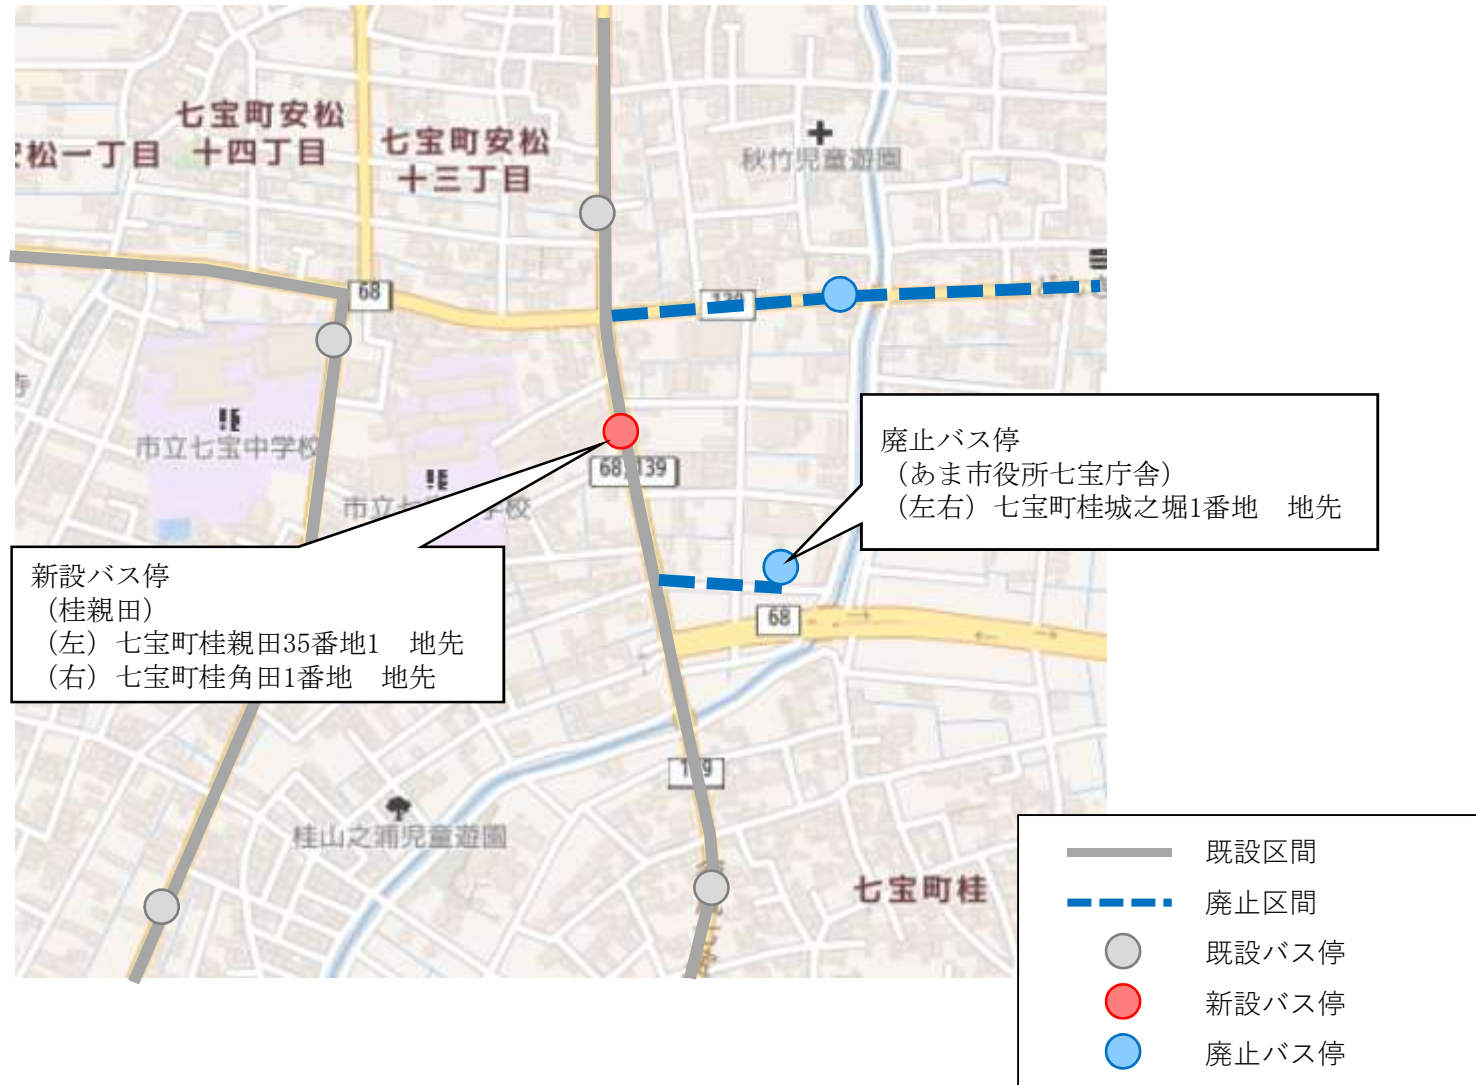 七宝町安松
十四丁目
松一丁目
七宝町安松
十三丁目
秋竹児童遊園
68
市立七宝中学校
68 139
廃止バス停
（あま市役所七宝庁舎）
（左右）七宝町桂城之堀1番地　地先
新設バス停
（桂親田）
（左）七宝町桂親田35番地1　地先
（右）七宝町桂角田1番地　地先
68
桂山之浦児童遊園
七宝町桂
既設区間
廃止区間
既設バス停
新設バス停
廃止バス停